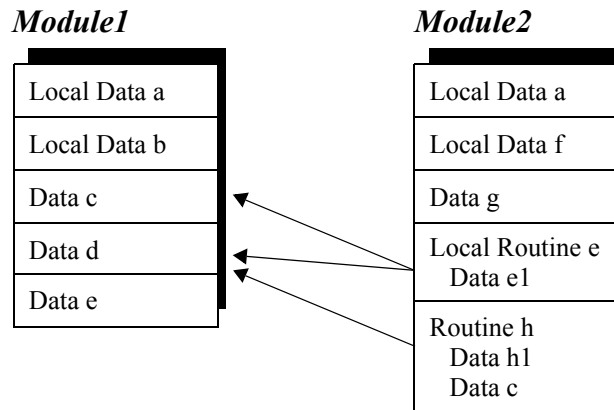 Module1
Local Data a
Local Data b
Data c
Data d
Data e
Module2
Local Data a
Local Data f
Data g
Local Routine e
Data e1
Routine h
Data h1
Data c